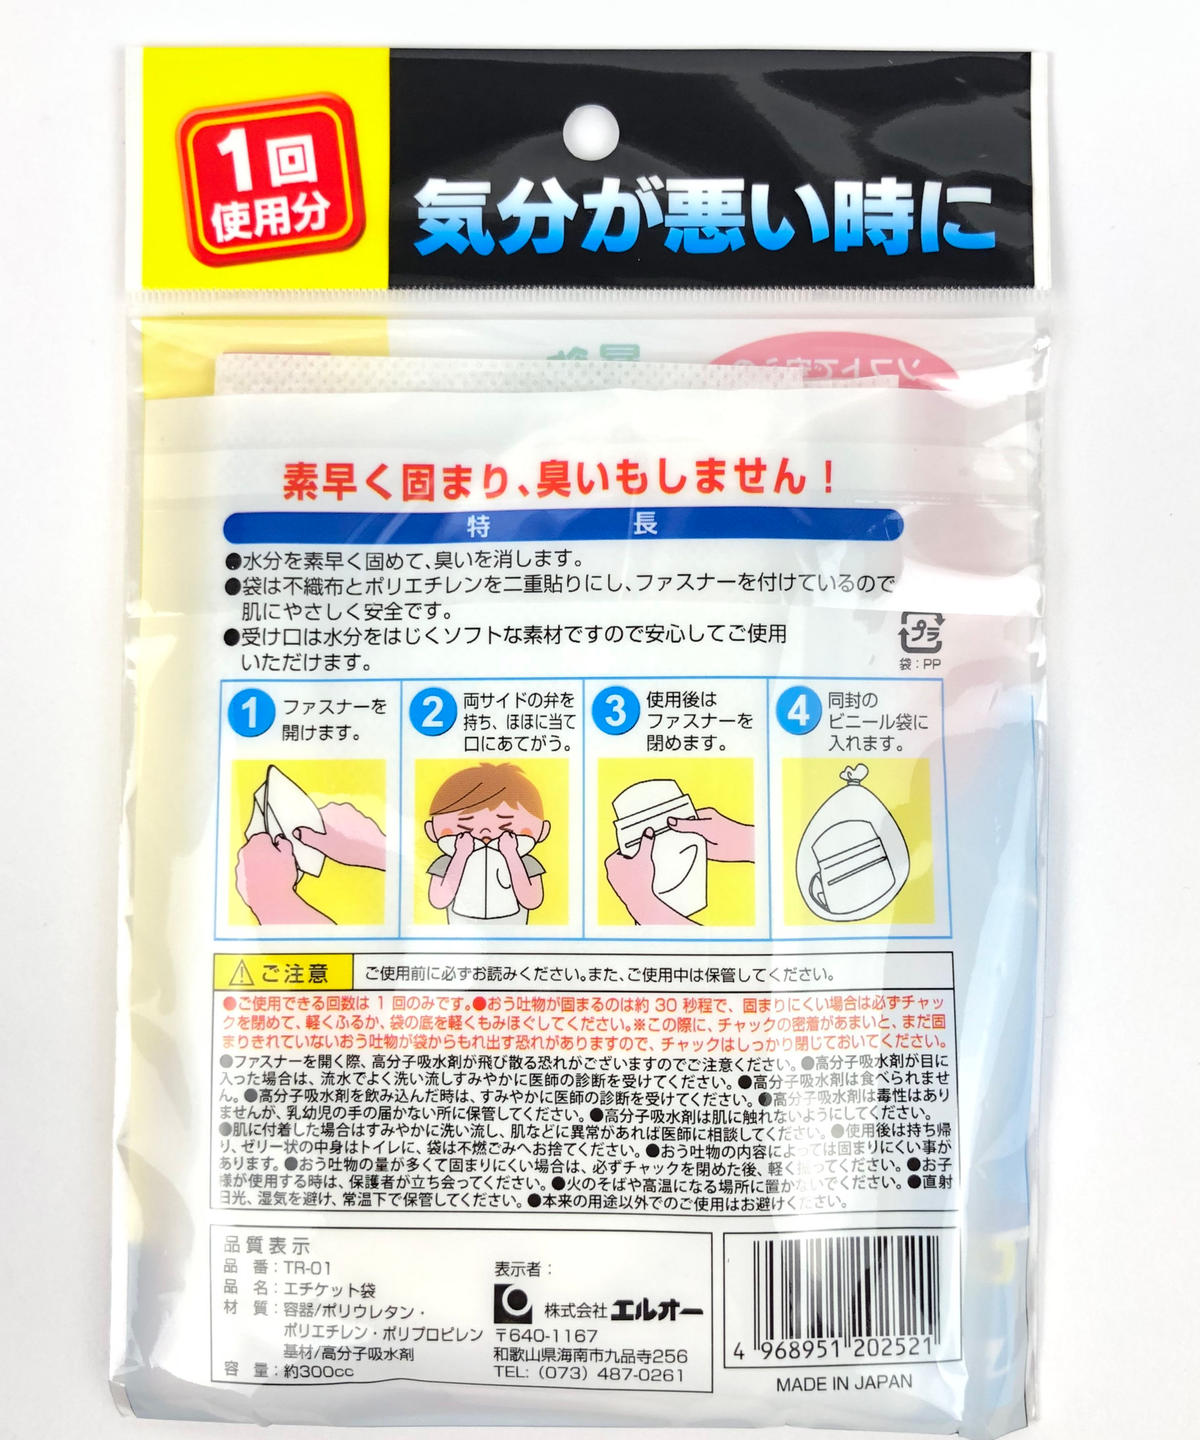 1回
使用分
気分が悪い時に
素早く固まり、臭いもしません！
特　長
●水分を素早く固めて、臭いを消します。
●袋は不織布とポリエチレンを二重貼りにし、ファスナーを付けているので
肌にやさしく安全です。
●受け口は水分をはじくソフトな素材ですので安心してご使用
いただけます。
プラ
袋：PP
1 ファスナーを
開けます。
2 両サイドの弁を
持ち、ほほに当て
口にあてがう。
3 使用後は
ファスナーを
閉めます。
4 同封の
ビニール袋に
入れます。
ご注意 ご使用前に必ずお読みください。また、ご使用中は保管してください。
●ご使用できる回数は 1 回のみです。●おう吐物が固まるのは約 30 秒程で、固まりにくい場合は必ずチャッ
クを閉めて、軽くふるか、袋の底を軽くもみほぐしてください。※この際に、チャックの密着があまいと、まだ固
まりきれていないおう吐物が袋からもれ出す恐れがありますので、チャックはしっかり閉じておいてください。
●ファスナーを開く際、高分子吸水剤が飛び散る恐れがございますのでご注意ください。●高分子吸水剤が目に
入った場合は、流水でよく洗い流しすみやかに医師の診断を受けてください。●高分子吸水剤は食べられませ
ん。●高分子吸水剤を飲み込んだ時は、すみやかに医師の診断を受けてください。●高分子吸水剤は毒性はあり
ませんが、乳幼児の手の届かない所に保管してください。●高分子吸水剤は肌に触れないようにしてください。
●肌に付着した場合はすみやかに洗い流し、肌などに異常があれば医師に相談してください。●使用後は持ち帰
り、ゼリー状の中身はトイレに、袋は不燃ごみへお捨てください。●おう吐物の内容によっては固まりにくい事が
あります。●おう吐物の量が多くて固まりにくい場合は、必ずチャックを閉めた後、軽く振ってください。●お子
様が使用する時は、保護者が立ち会ってください。●火のそばや高温になる場所に置かないでください。●直射
日光、湿気を避け、常温下で保管してください。●本来の用途以外でのご使用はお避けください。
品質表示
品　番：TR-01
品　名：エチケット袋
材　質：容器/ポリウレタン・
ポリエチレン・ポリプロピレン
基材/高分子吸水剤
容　量：約300cc
表示者：
株式会社 エルオー
〒640-1167
和歌山県海南市九品寺256
TEL:（073）487-0261
4 968951 202521
MADE IN JAPAN